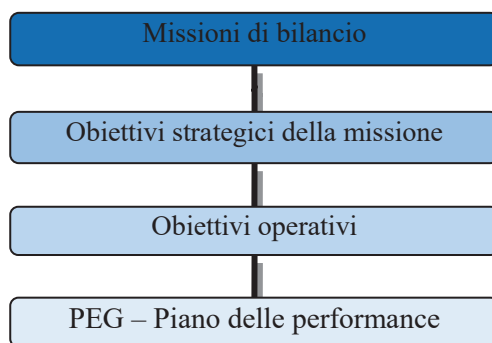 Missioni di bilancio
Obiettivi strategici della missione
Obiettivi operativi
PEG – Piano delle performance